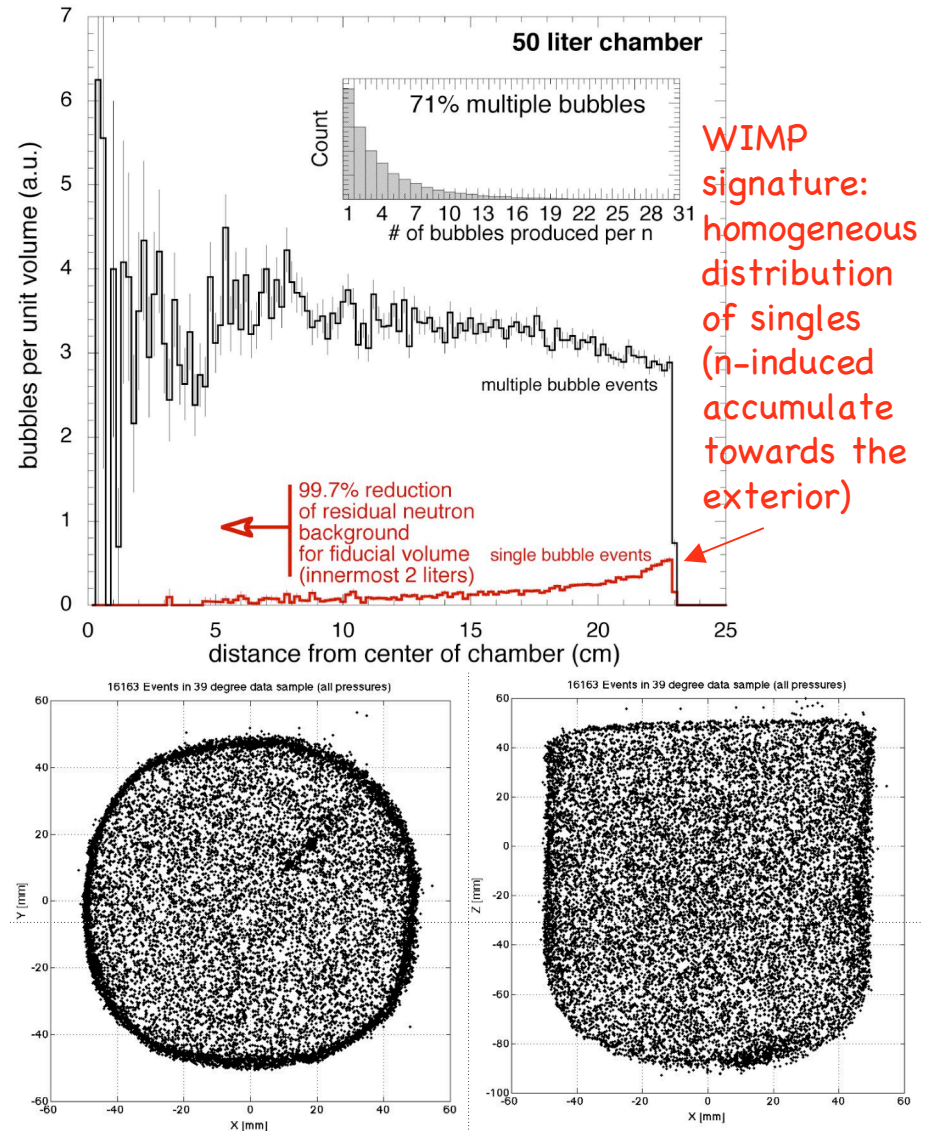 50 liter chamber
71% multiple bubbles
Count
1 4 7 10 13 16 19 22 25 28 31
# of bubbles produced per n
bubbles per unit volume (a.u.)
7
6
5
4
3
2
1
0
multiple bubble events
99.7% reduction
of residual neutron
background
for fiducial volume
(innermost 2 liters)
single bubble events
0 5 10 15 20 25
distance from center of chamber (cm)
WIMP
signature:
homogeneous
distribution
of singles
(n-induced
accumulate
towards the
exterior)
16163 Events in 39 degree data sample (all pressures)
Y [mm]
60
40
20
0
-20
-40
-60
-60 -40 -20 0 20 40 60
X [mm]
16163 Events in 39 degree data sample (all pressures)
Z [mm]
60
40
20
0
-20
-40
-60
-80
-100
-60 -40 -20 0 20 40 60
X [mm]